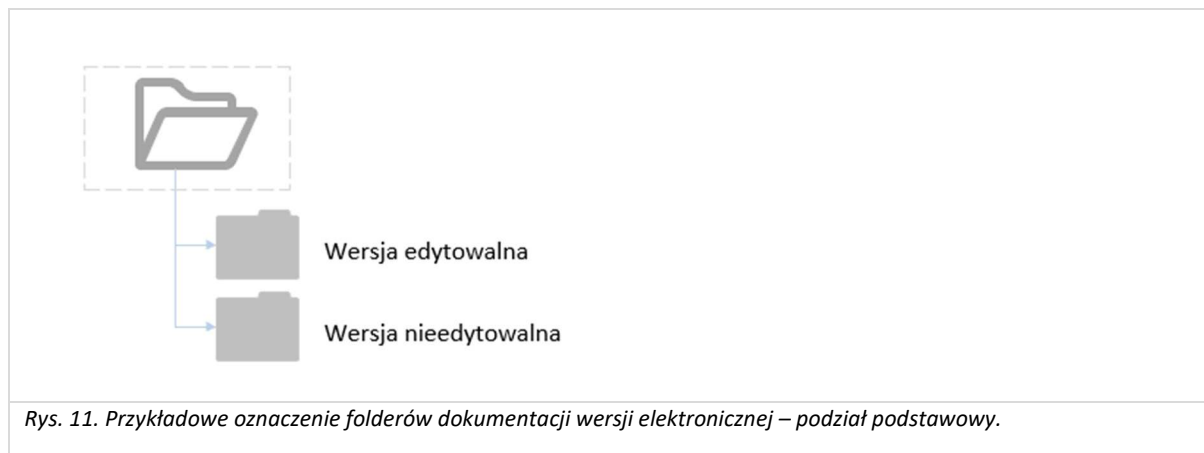 Wersja edytowalna
Wersja nieedytowalna
Rys. 11. Przykładowe oznaczenie folderów dokumentacji wersji elektronicznej – podział podstawowy.